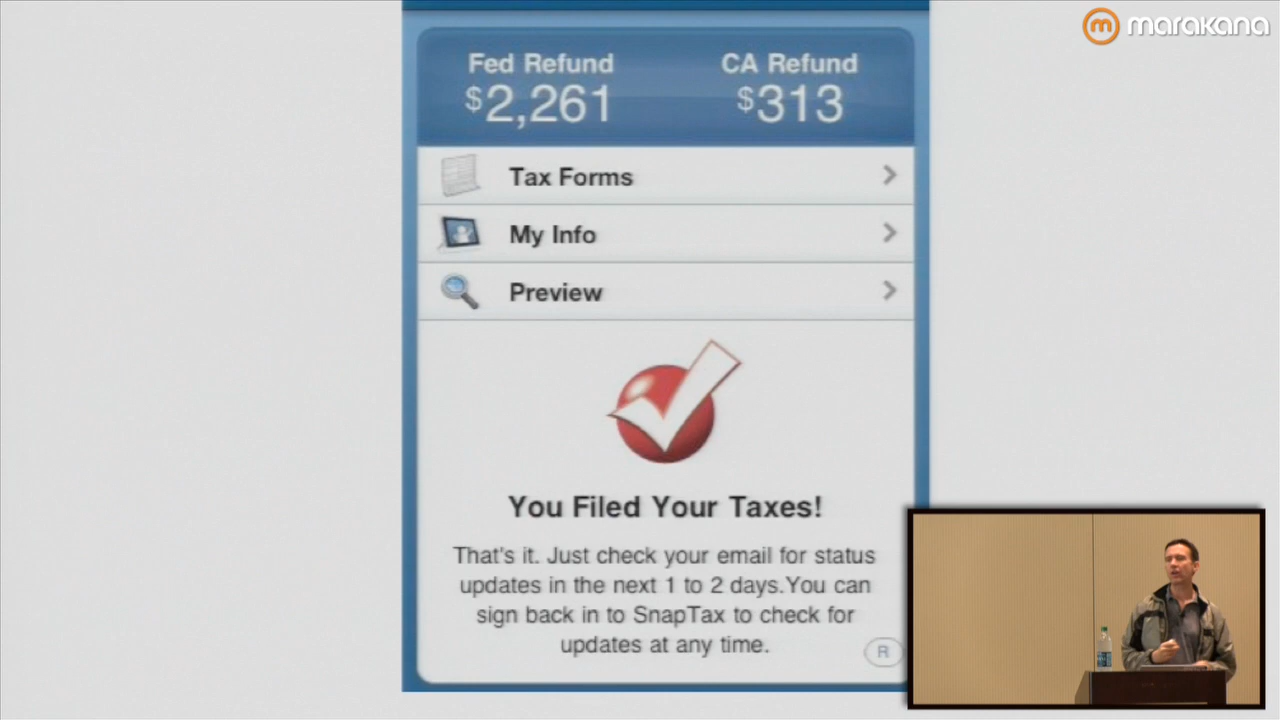 marakana
Fed Refund
CA Refund
$2,261
$313
Tax Forms
My Info
Preview
You Filed Your Taxes!
That's it. Just check your email for status
updates in the next 1 to 2 days.You can
sign back in to SnapTax to check for
updates at any time.
R